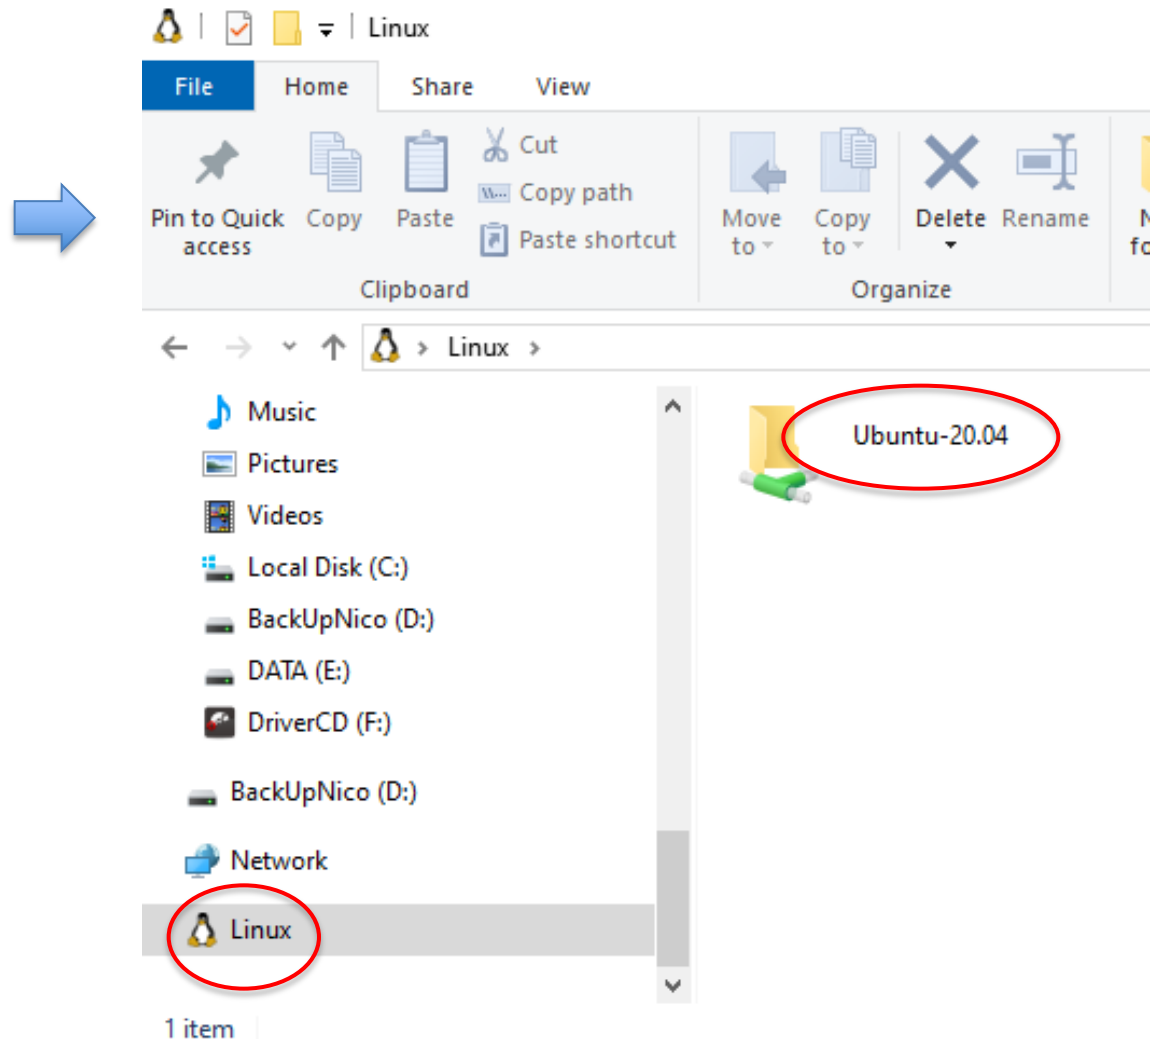 Linux
File Home Share View
Pin to Quick access
Copy
Paste
Cut
Copy path
Paste shortcut
Clipboard
Move to
Copy to
Delete
Rename
Organize
Linux
Music
Pictures
Videos
Local Disk (C:)
BackUpNico (D:)
DATA (E:)
DriverCD (F:)
BackUpNico (D:)
Network
Linux
Ubuntu-20.04
1 item